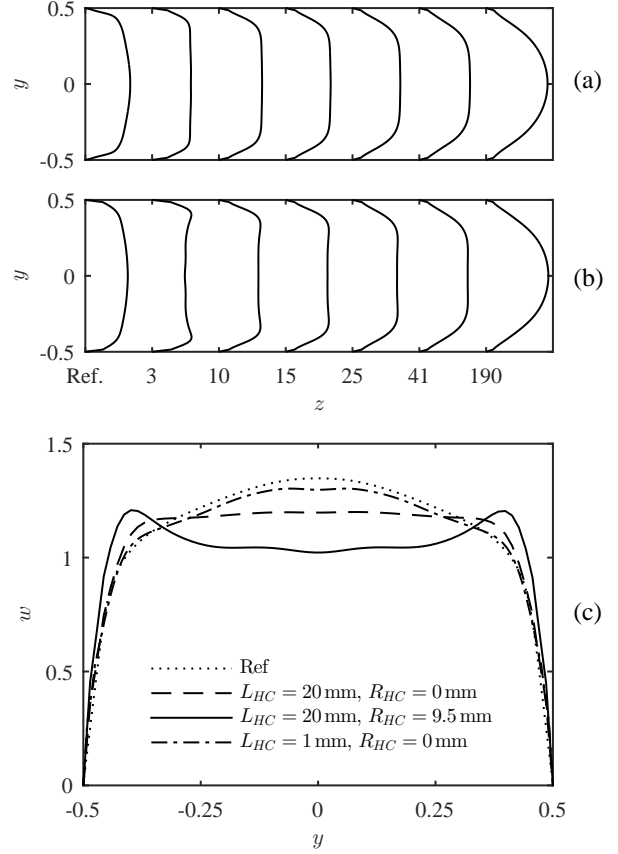 0.5
y
0
-0.5
(a)
0.5
y
0
-0.5
(b)
Ref. 3 10 15 25 41 190
z
1.5
1
w
0.5
0
(c)
Ref
L_HC = 20 mm, R_HC = 0 mm
L_HC = 20 mm, R_HC = 9.5 mm
L_HC = 1 mm, R_HC = 0 mm
-0.5 -0.25 0 0.25 0.5
y